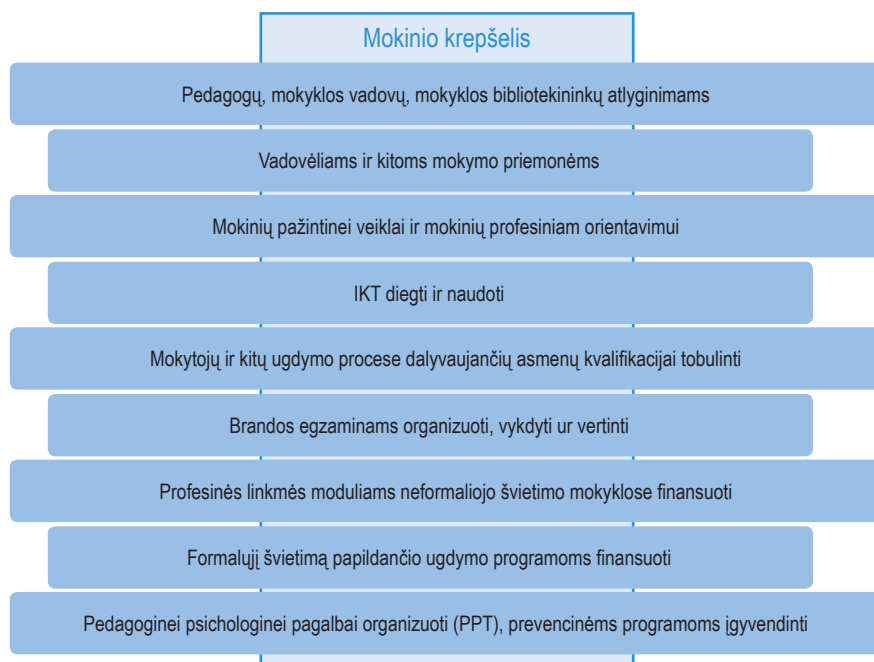 Mokinio krepšelis
Pedagogų, mokyklos vadovų, mokyklos bibliotekininkų atlyginimams
Vadovėliams ir kitoms mokymo priemonėms
Mokinių pažintinei veiklai ir mokinių profesiniam orientavimui
IKT diegti ir naudoti
Mokytojų ir kitų ugdymo procese dalyvaujančių asmenų kvalifikacijai tobulinti
Brandos egzaminams organizuoti, vykdyti ur vertinti
Profesinės linkmės moduliams neformaliojo švietimo mokyklose finansuoti
Formalųjį švietimą papildančio ugdymo programoms finansuoti
Pedagoginei psichologinei pagalbai organizuoti (PPT), prevencinėms programoms įgyvendinti